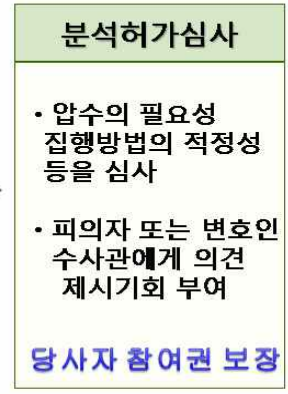 분석허가심사
· 압수의 필요성
집행방법의 적정성
등을 심사
· 피의자 또는 변호인
수사관에게 의견
제시기회 부여
당사자 참여권 보장